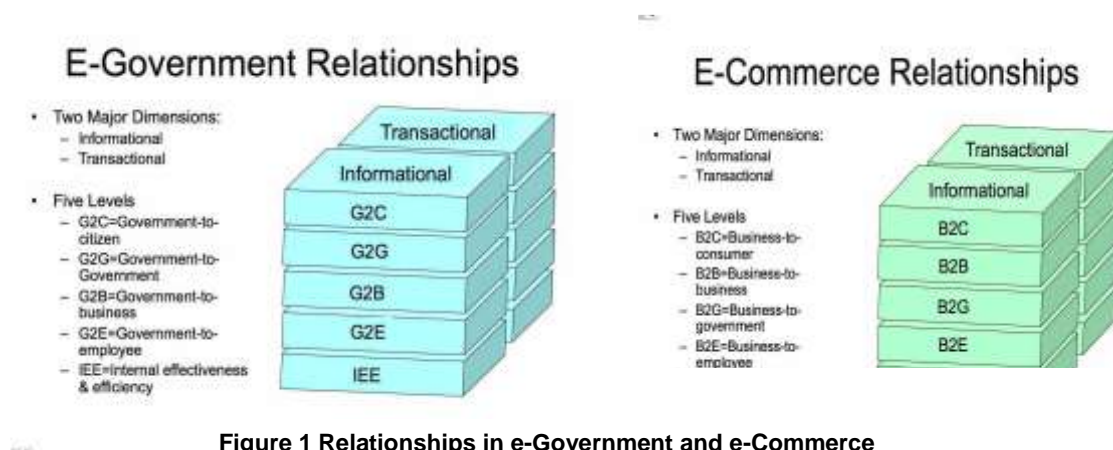 E-Government Relationships
• Two Major Dimensions:
– Informational
– Transactional
• Five Levels
– G2C=Government-to-
citizen
– G2G=Government-to-
Government
– G2B=Government-to-
business
– G2E=Government-to-
employee
– IEE=Internal effectiveness
& efficiency
Transactional
Informational
G2C
G2G
G2B
G2E
IEE
E-Commerce Relationships
• Two Major Dimensions:
– Informational
– Transactional
• Five Levels
– B2C=Business-to-
consumer
– B2B=Business-to-
business
– B2G=Business-to-
government
– B2E=Business-to-
employee
Transactional
Informational
B2C
B2B
B2G
B2E
Figure 1 Relationships in e-Government and e-Commerce